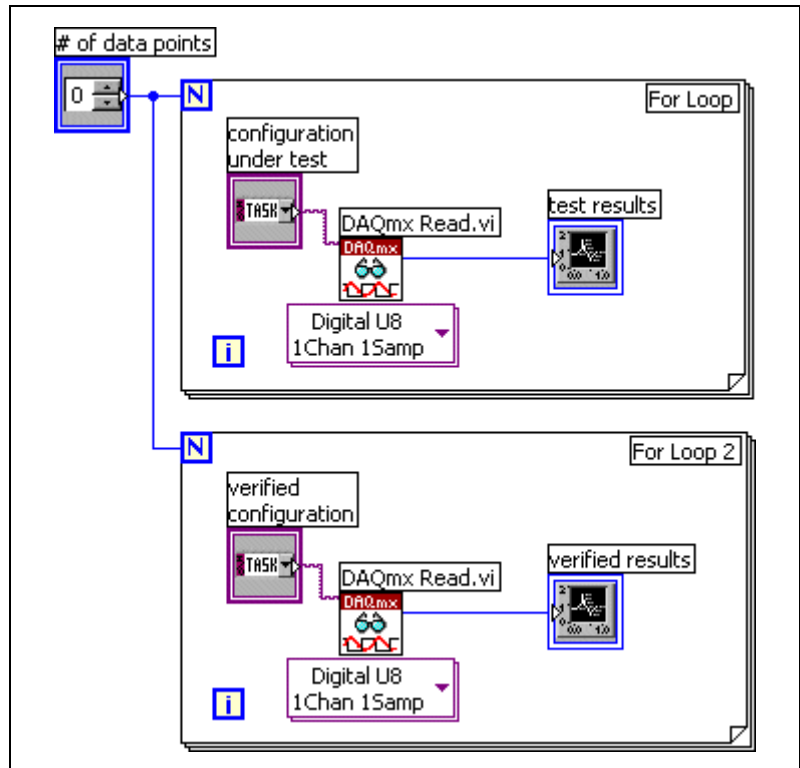 # of data points
0
N
For Loop
configuration
under test
TASK
DAQmx Read.vi
DAQmx
test results
Digital U8
1Chan 1Samp
i
N
For Loop 2
verified
configuration
TASK
DAQmx Read.vi
DAQmx
verified results
Digital U8
1Chan 1Samp
i